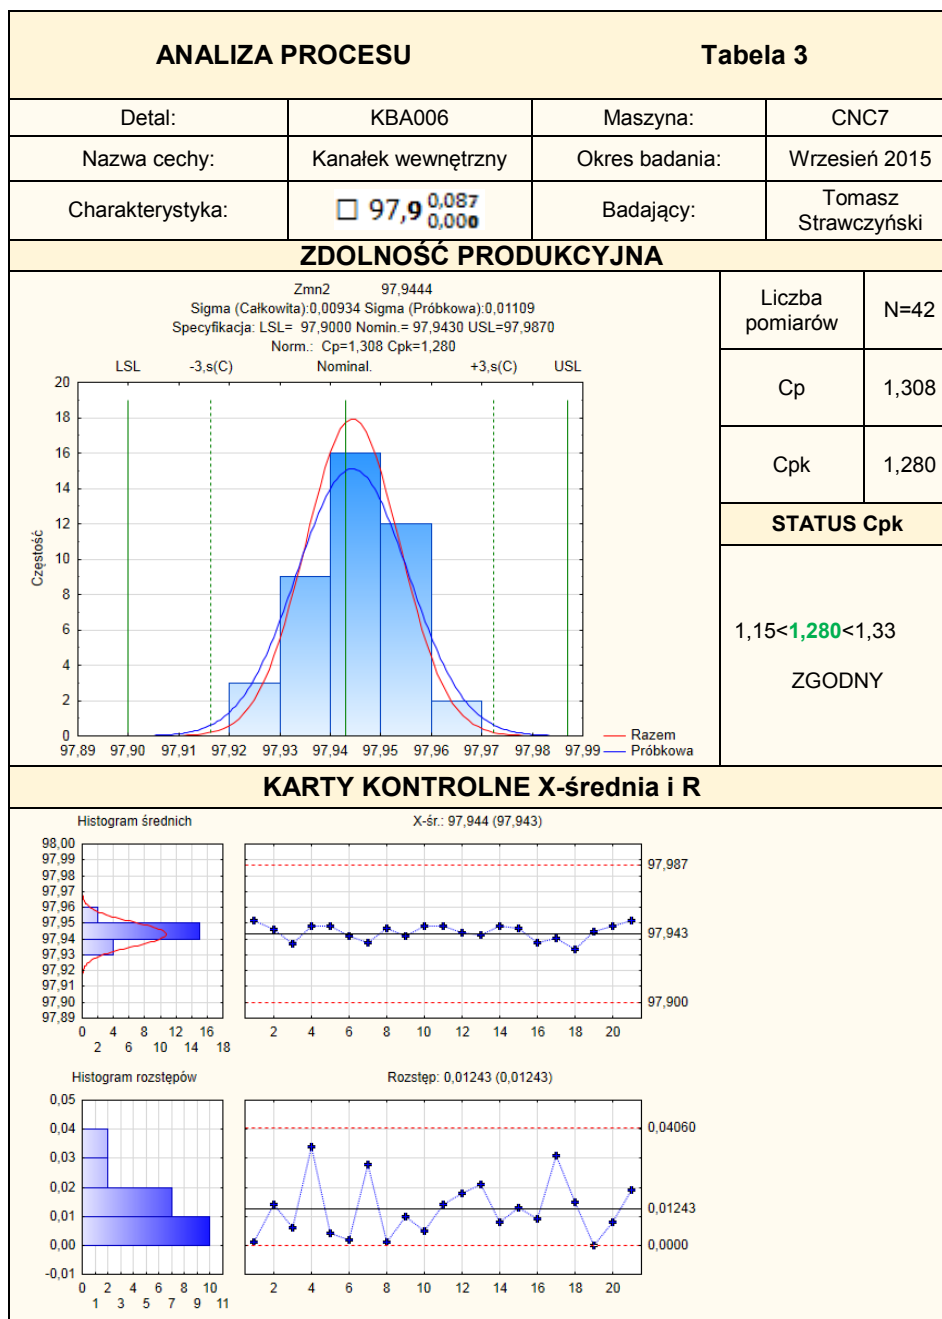 ANALIZA PROCESU Tabela 3
Detal: KBA006 Maszyna: CNC7
Nazwa cechy: Kanałek wewnętrzny Okres badania: Wrzesień 2015
Charakterystyka: □ 97,9 0,087 0,000 Badający: Tomasz Strawczyński
ZDOLNOŚĆ PRODUKCYJNA
Zmn2 97,9444
Sigma (Całkowita):0,00934 Sigma (Próbkowa):0,01109
Specyfikacja: LSL= 97,9000 Nomin.= 97,9430 USL=97,9870
Norm.: Cp=1,308 Cpk=1,280
LSL -3,s(C) Nominal. +3,s(C) USL
20
18
16
14
12
10
8
6
4
2
0
Częstość
97,89 97,90 97,91 97,92 97,93 97,94 97,95 97,96 97,97 97,98 97,99
Razem
Próbkowa
Liczba pomiarów N=42
Cp 1,308
Cpk 1,280
STATUS Cpk
1,15<1,280<1,33
ZGODNY
KARTY KONTROLNE X-średnia i R
Histogram średnich
98,00
97,99
97,98
97,97
97,96
97,95
97,94
97,93
97,92
97,91
97,90
97,89
0 4 8 12 16
2 6 10 14 18
X-śr.: 97,944 (97,943)
97,987
97,943
97,900
2 4 6 8 10 12 14 16 18 20
Histogram rozstępów
0,05
0,04
0,03
0,02
0,01
0,00
-0,01
0 2 4 6 8 10
1 3 5 7 9 11
Rozstęp: 0,01243 (0,01243)
0,04060
0,01243
0,0000
2 4 6 8 10 12 14 16 18 20